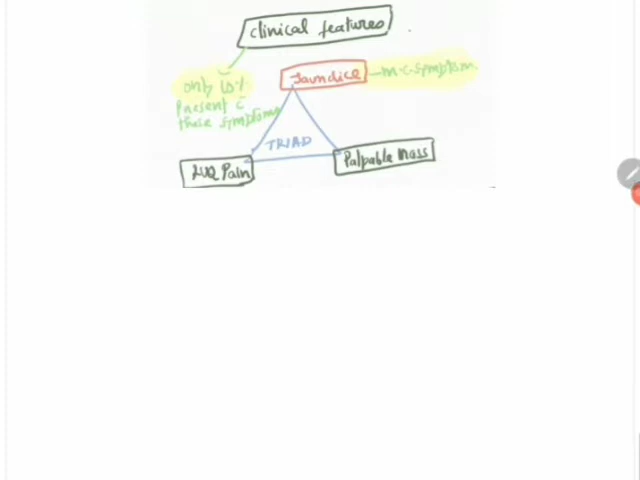 clinical features
Jaundice - m.c. symptom
only 10%
Present c
these symptoms
TRIAD
RUQ Pain
Palpable mass